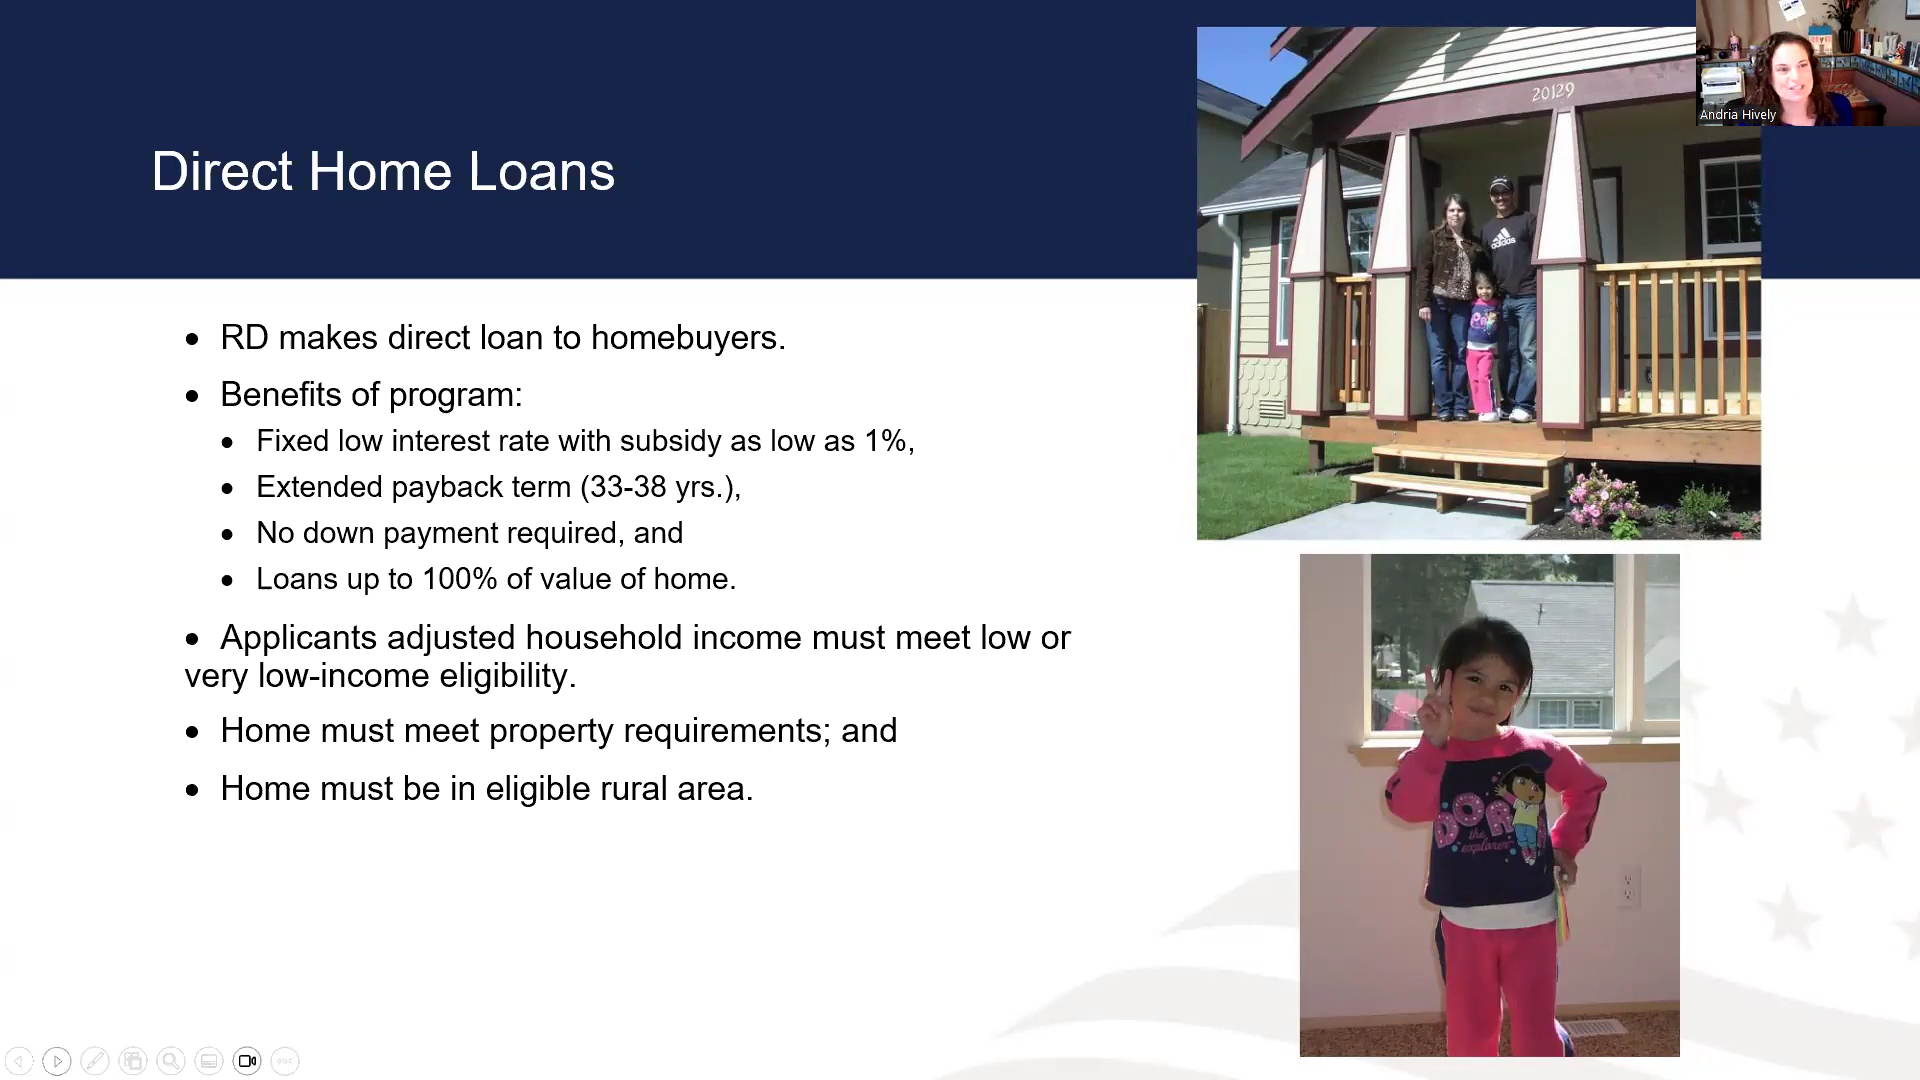 Direct Home Loans
• RD makes direct loan to homebuyers.
• Benefits of program:
• Fixed low interest rate with subsidy as low as 1%,
• Extended payback term (33-38 yrs.),
• No down payment required, and
• Loans up to 100% of value of home.
• Applicants adjusted household income must meet low or
very low-income eligibility.
• Home must meet property requirements; and
• Home must be in eligible rural area.
20129
adidas
Andria Hively
DORA
the
explorer